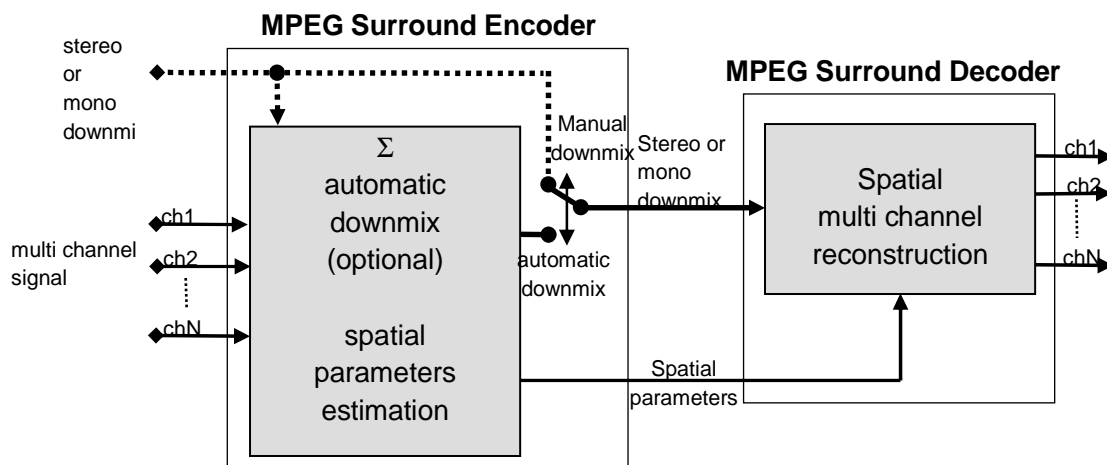 MPEG Surround Encoder
stereo
or
mono
downmi
MPEG Surround Decoder
Manual
downmix
Σ
automatic
downmix
(optional)
spatial
parameters
estimation
multi channel
signal
ch1
ch2
chN
automatic
downmix
Stereo or
mono
downmix
Spatial
parameters
Spatial
multi channel
reconstruction
ch1
ch2
chN